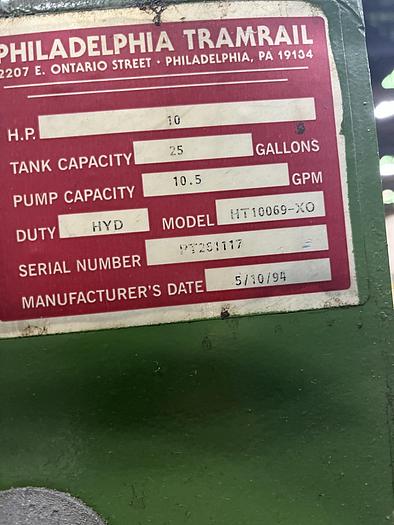 PHILADELPHIA TRAMRAIL
2207 E. ONTARIO STREET · PHILADELPHIA, PA 19134
H.P. 10
TANK CAPACITY 25 GALLONS
PUMP CAPACITY 10.5 GPM
DUTY HYD MODEL HT10069-XO
SERIAL NUMBER
MANUFACTURER'S DATE 5/10/94